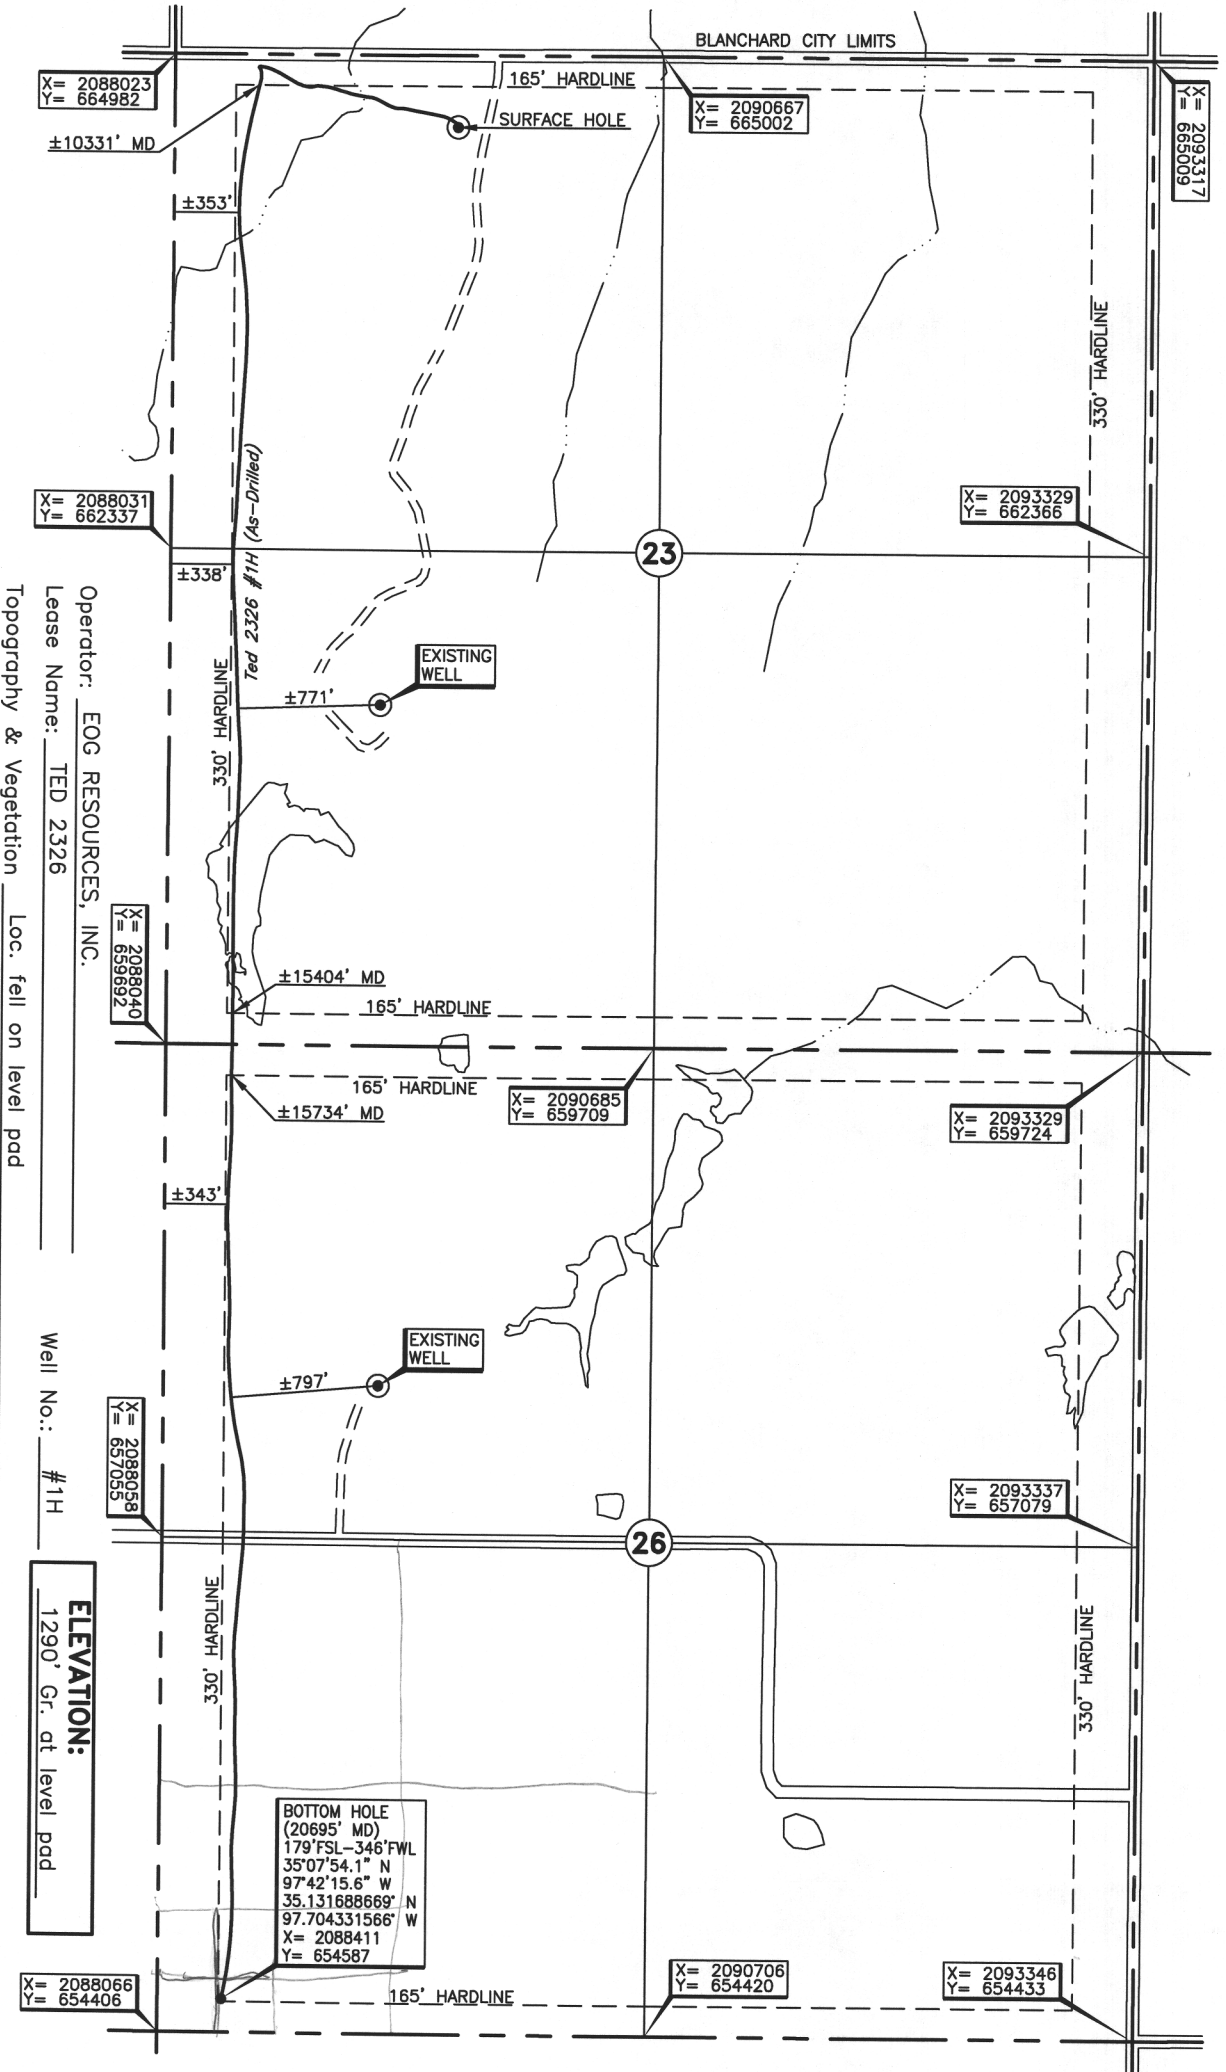 BLANCHARD CITY LIMITS
165' HARDLINE
X= 2088023
Y= 664982
X= 2090667
Y= 665002
X= 2093317
Y= 665009
SURFACE HOLE
±10331' MD
±353'
330' HARDLINE
Ted 2326 #1H (As-Drilled)
X= 2088031
Y= 662337
X= 2093329
Y= 662366
23
±338'
EXISTING
WELL
±771'
330' HARDLINE
±15404' MD
165' HARDLINE
X= 2088040
Y= 659692
165' HARDLINE
X= 2090685
Y= 659709
±15734' MD
X= 2093329
Y= 659724
±343'
EXISTING
WELL
±797'
X= 2088058
Y= 657055
X= 2093337
Y= 657079
26
330' HARDLINE
330' HARDLINE
BOTTOM HOLE
(20695' MD)
179'FSL-346'FWL
35°07'54.1" N
97°42'15.6" W
35.131688669° N
97.704331566° W
X= 2088411
Y= 654587
X= 2088066
Y= 654406
165' HARDLINE
X= 2090706
Y= 654420
X= 2093346
Y= 654433
Operator: EOG RESOURCES, INC.
Lease Name: TED 2326
Well No.: #1H
Topography & Vegetation Loc. fell on level pad
ELEVATION:
1290' Gr. at level pad